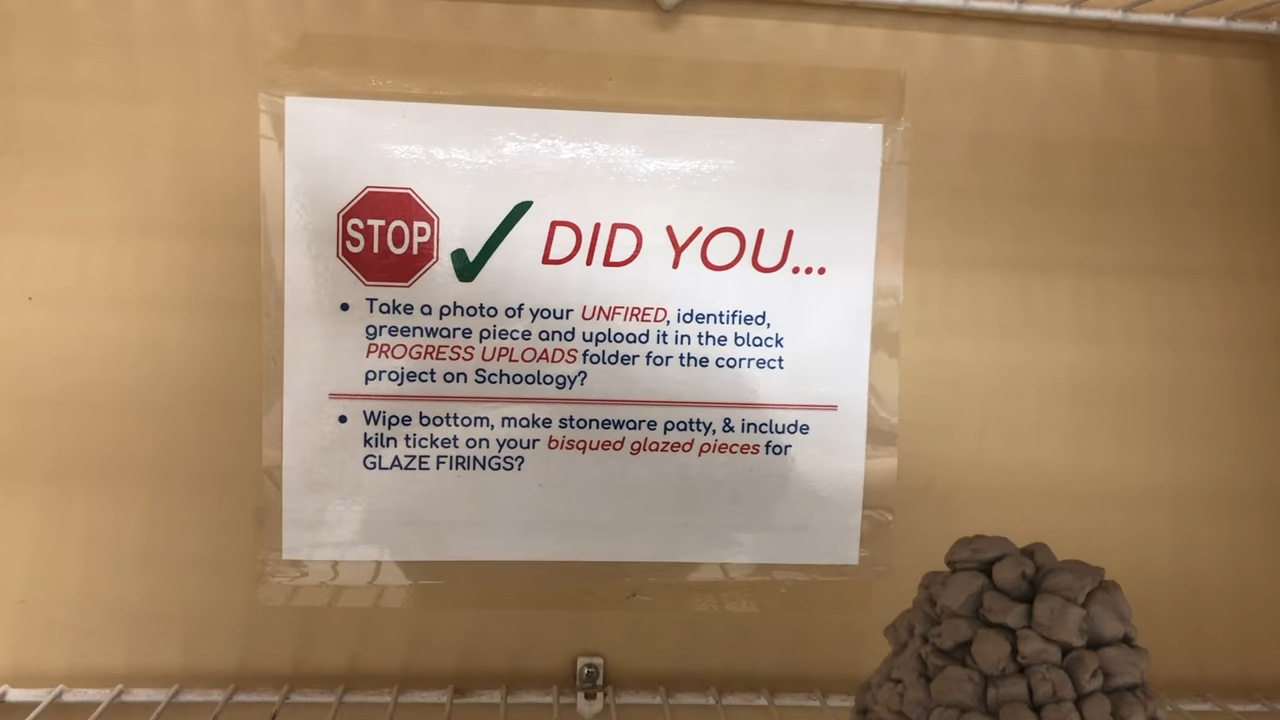 STOP DID YOU...
• Take a photo of your UNFIRED, identified,
greenware piece and upload it in the black
PROGRESS UPLOADS folder for the correct
project on Schoology?
• Wipe bottom, make stoneware patty, & include
kiln ticket on your bisqued glazed pieces for
GLAZE FIRINGS?